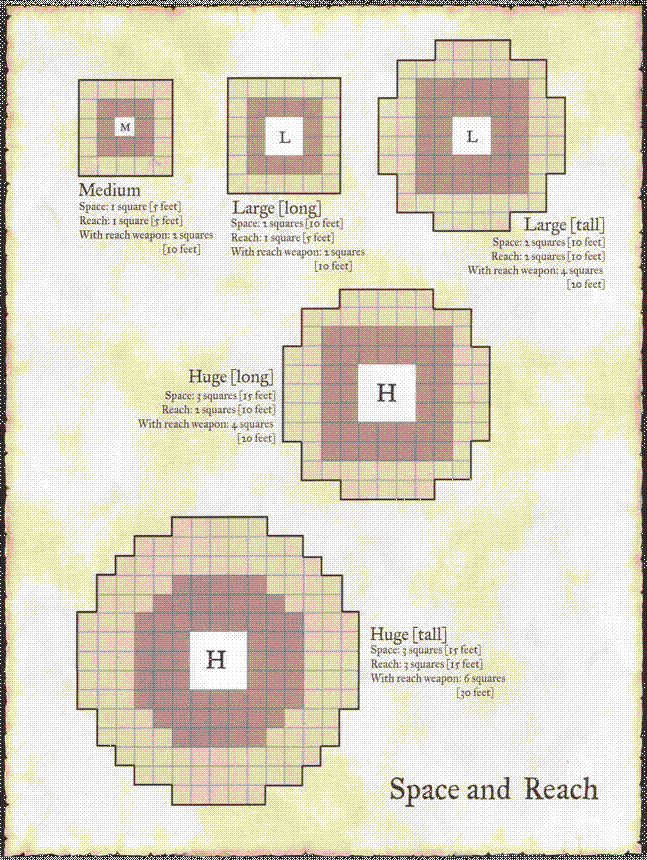 M
Medium
Space: 1 square [5 feet]
Reach: 1 square [5 feet]
With reach weapon: 2 squares
[10 feet]
L
Large [long]
Space: 2 squares [10 feet]
Reach: 1 square [5 feet]
With reach weapon: 2 squares
[10 feet]
L
Large [tall]
Space: 2 squares [10 feet]
Reach: 2 squares [10 feet]
With reach weapon: 4 squares
[20 feet]
H
Huge [long]
Space: 3 squares [15 feet]
Reach: 2 squares [10 feet]
With reach weapon: 4 squares
[20 feet]
H
Huge [tall]
Space: 3 squares [15 feet]
Reach: 3 squares [15 feet]
With reach weapon: 6 squares
[30 feet]
Space and Reach